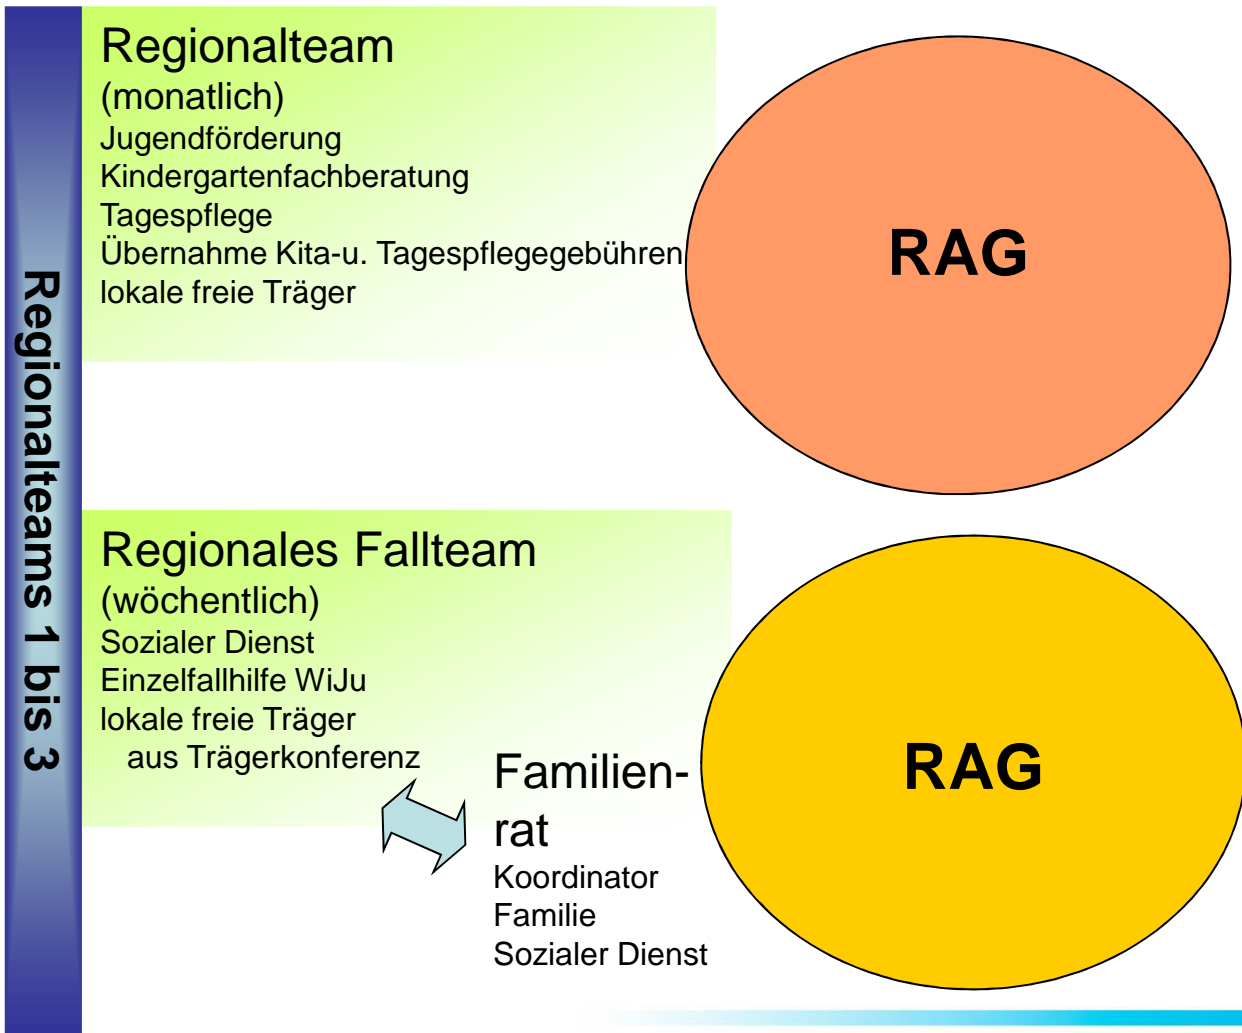 Regionalteams 1 bis 3
Regionalteam
(monatlich)
Jugendförderung
Kindergartenfachberatung
Tagespflege
Übernahme Kita-u. Tagespflegegebühren
lokale freie Träger
RAG
Regionales Fallteam
(wöchentlich)
Sozialer Dienst
Einzelfallhilfe WiJu
lokale freie Träger
aus Trägerkonferenz
Familien-
rat
Koordinator
Familie
Sozialer Dienst
RAG